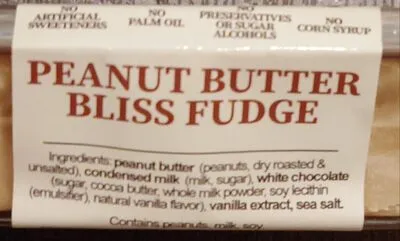 NO ARTIFICIAL SWEETENERS
NO PALM OIL
NO PRESERVATIVES OR SUGAR ALCOHOLS
NO CORN SYRUP
PEANUT BUTTER
BLISS FUDGE
Ingredients: peanut butter (peanuts, dry roasted &
unsalted), condensed milk (milk, sugar), white chocolate
(sugar, cocoa butter, whole milk powder, soy lecithin
(emulsifier), natural vanilla flavor), vanilla extract, sea salt.
Contains peanuts, milk, soy